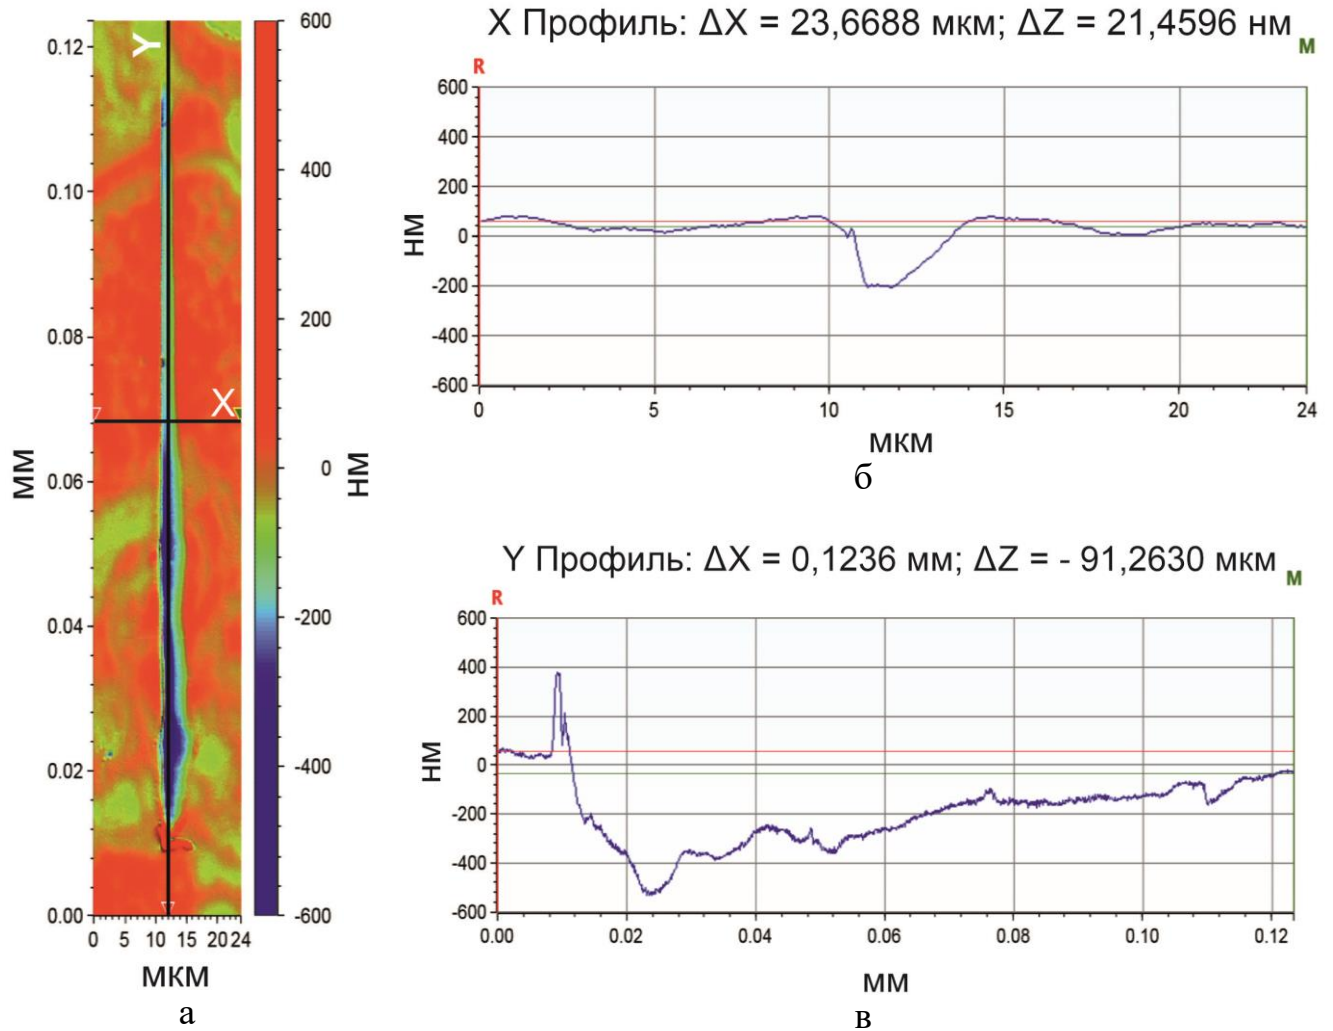 0.12
0.10
0.08
0.06
0.04
0.02
0.00
мм
Y
X
0 5 10 15 20 24
мкм
а
600
400
200
0
-200
-400
-600
нм
X Профиль: ΔX = 23,6688 мкм; ΔZ = 21,4596 нм
R
M
600
400
200
0
-200
-400
-600
нм
0 5 10 15 20 24
мкм
б
Y Профиль: ΔX = 0,1236 мм; ΔZ = - 91,2630 мкм
R
M
600
400
200
0
-200
-400
-600
нм
0.00 0.02 0.04 0.06 0.08 0.10 0.12
мм
в